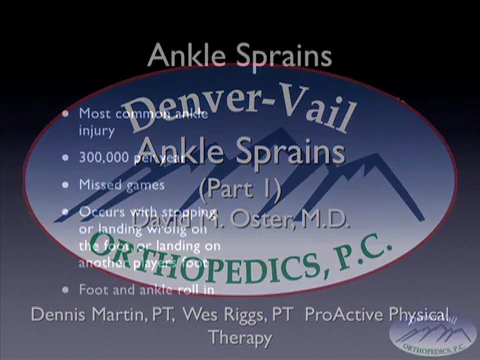 Ankle Sprains
Denver-Vail
• Most common ankle
injury
• 300,000 per year
Ankle Sprains
• Missed games
(Part 1)
• Occurs with stopping
or landing wrong on
the foot or landing on
another players foot
David M. Oster, M.D.
ORTHOPEDICS, P.C.
• Foot and ankle roll in
Dennis Martin, PT, Wes Riggs, PT ProActive Physical
Therapy
ORTHOPEDICS, P.C.